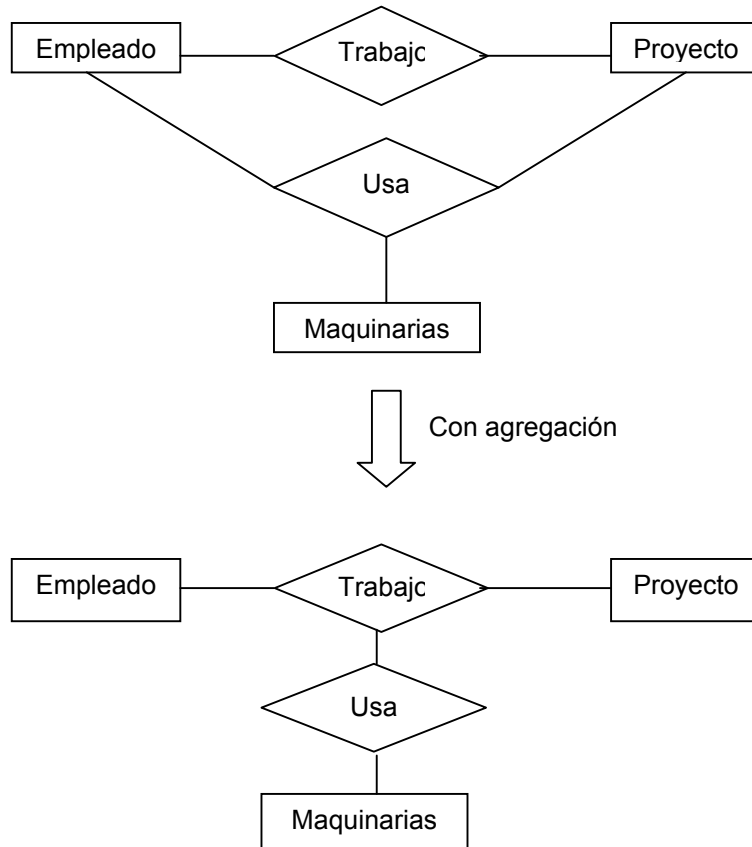 Empleado
Trabajo
Proyecto
Usa
Maquinarias
Con agregación
Empleado
Trabajo
Proyecto
Usa
Maquinarias